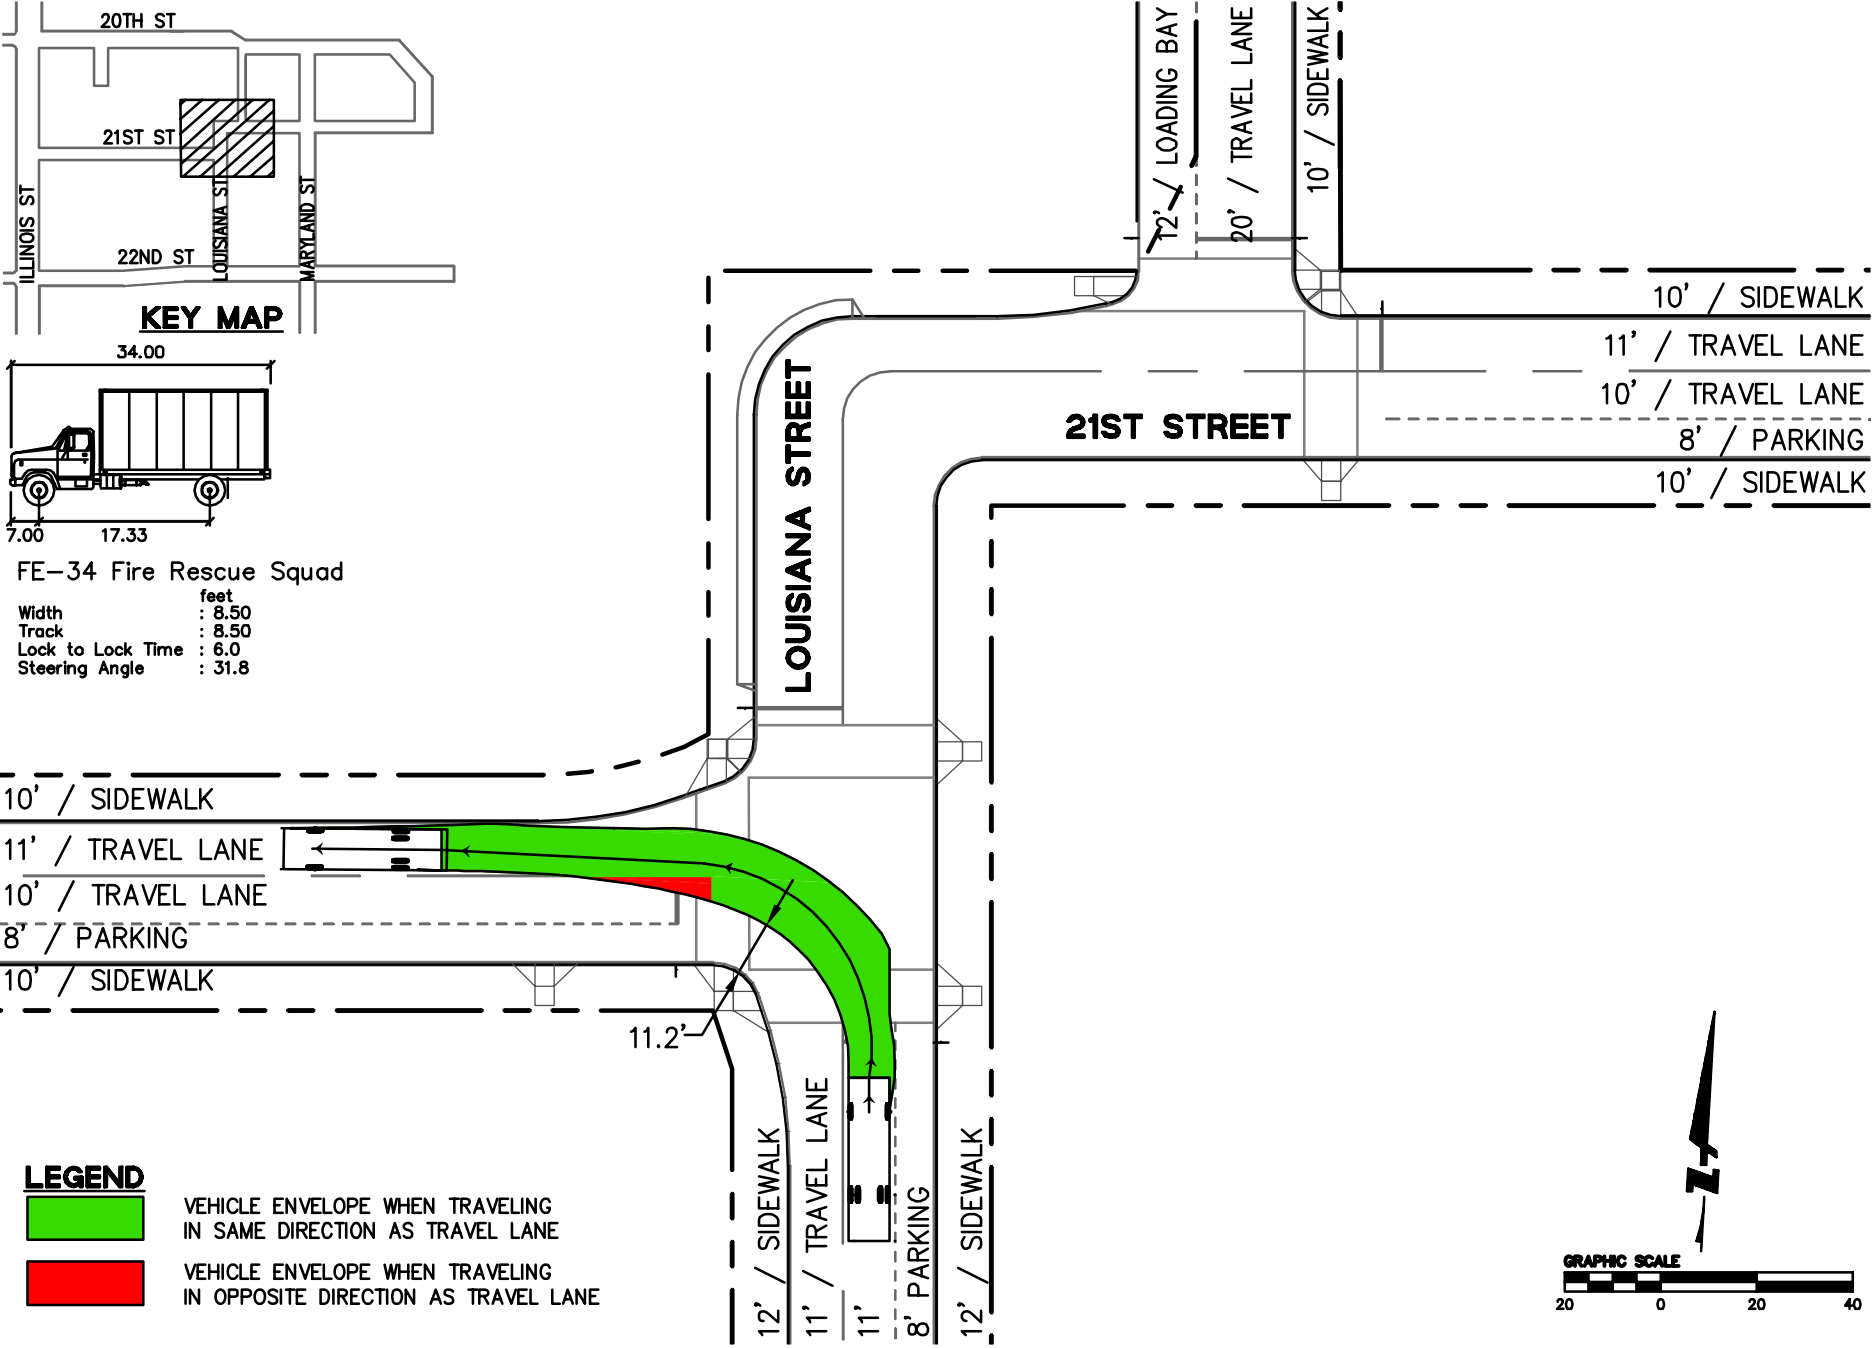 20TH ST
21ST ST
22ND ST
ILLINOIS ST
LOUISIANA ST
MARYLAND ST
KEY MAP
34.00
7.00
17.33
FE-34 Fire Rescue Squad
feet
Width : 8.50
Track : 8.50
Lock to Lock Time : 6.0
Steering Angle : 31.8
12' / LOADING BAY
20' / TRAVEL LANE
10' / SIDEWALK
10' / SIDEWALK
11' / TRAVEL LANE
10' / TRAVEL LANE
8' / PARKING
10' / SIDEWALK
21ST STREET
LOUISIANA STREET
10' / SIDEWALK
11' / TRAVEL LANE
10' / TRAVEL LANE
8' / PARKING
10' / SIDEWALK
11.2'
12' / SIDEWALK
11' / TRAVEL LANE
11'
8' PARKING
12' / SIDEWALK
LEGEND
VEHICLE ENVELOPE WHEN TRAVELING
IN SAME DIRECTION AS TRAVEL LANE
VEHICLE ENVELOPE WHEN TRAVELING
IN OPPOSITE DIRECTION AS TRAVEL LANE
Z
GRAPHIC SCALE
20 0 20 40